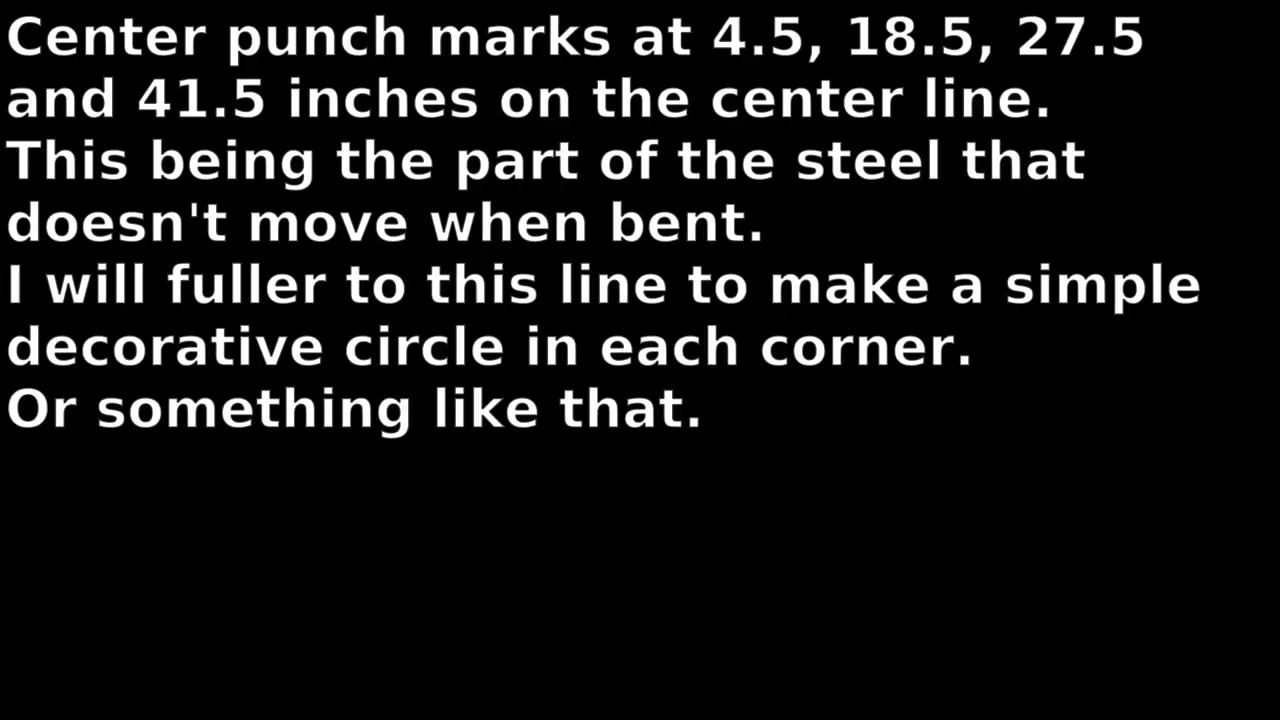 Center punch marks at 4.5, 18.5, 27.5
and 41.5 inches on the center line.
This being the part of the steel that
doesn't move when bent.
I will fuller to this line to make a simple
decorative circle in each corner.
Or something like that.